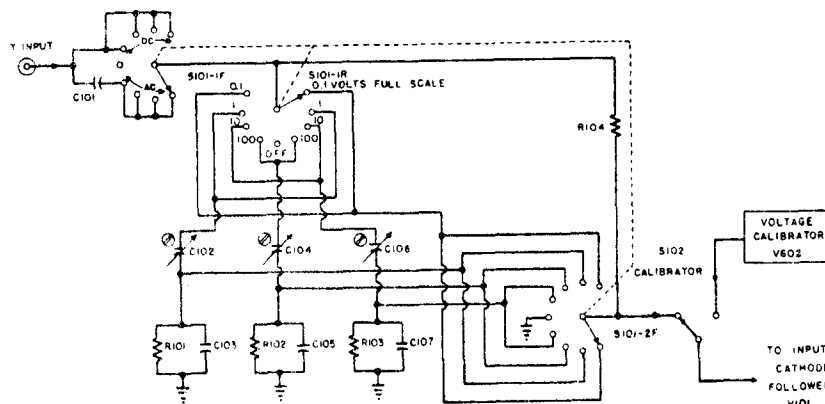 Y INPUT
DC
AC
C101
S101-1F
S101-1R
0.1 VOLTS FULL SCALE
0.1
1
10
100
OFF
100
10
1
R104
C102
C104
C106
VOLTAGE
CALIBRATOR
V602
S102
CALIBRATOR
S101-2F
R101
C103
R102
C105
R103
C107
TO INPUT
CATHODE
FOLLOWER
V101